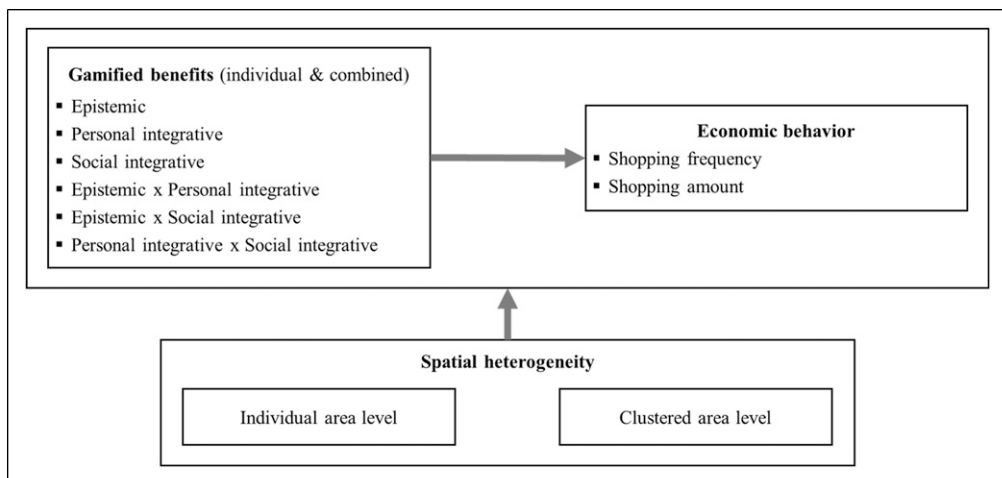 Gamified benefits (individual & combined)
▪ Epistemic
▪ Personal integrative
▪ Social integrative
▪ Epistemic x Personal integrative
▪ Epistemic x Social integrative
▪ Personal integrative x Social integrative
Economic behavior
▪ Shopping frequency
▪ Shopping amount
Spatial heterogeneity
Individual area level
Clustered area level